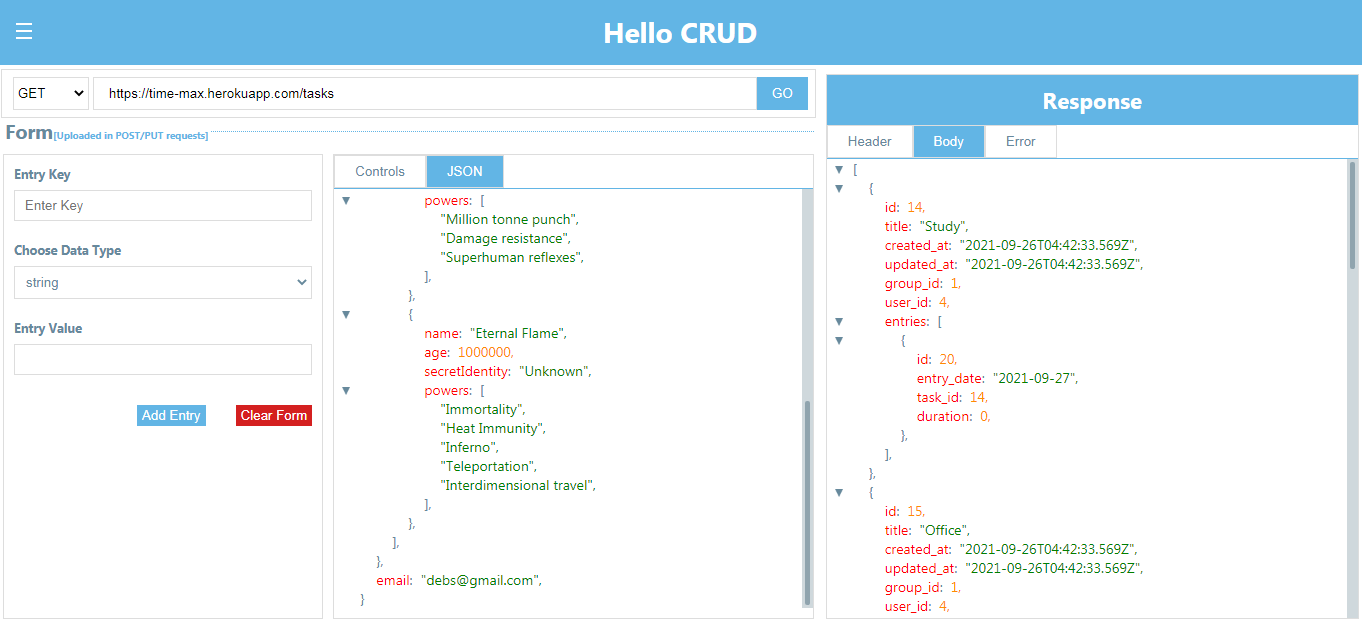 ☰ Hello CRUD
GET https://time-max.herokuapp.com/tasks GO
Form[Uploaded in POST/PUT requests]
Entry Key
Enter Key
Choose Data Type
string
Entry Value
Add Entry Clear Form
Controls JSON
▼ powers: [
"Million tonne punch",
"Damage resistance",
"Superhuman reflexes",
],
},
▼ {
name: "Eternal Flame",
age: 1000000,
secretIdentity: "Unknown",
▼ powers: [
"Immortality",
"Heat Immunity",
"Inferno",
"Teleportation",
"Interdimensional travel",
],
},
],
},
email: "debs@gmail.com",
}
Response
Header Body Error
▼ [
▼ {
id: 14,
title: "Study",
created_at: "2021-09-26T04:42:33.569Z",
updated_at: "2021-09-26T04:42:33.569Z",
group_id: 1,
user_id: 4,
▼ entries: [
▼ {
id: 20,
entry_date: "2021-09-27",
task_id: 14,
duration: 0,
},
],
},
▼ {
id: 15,
title: "Office",
created_at: "2021-09-26T04:42:33.569Z",
updated_at: "2021-09-26T04:42:33.569Z",
group_id: 1,
user_id: 4,